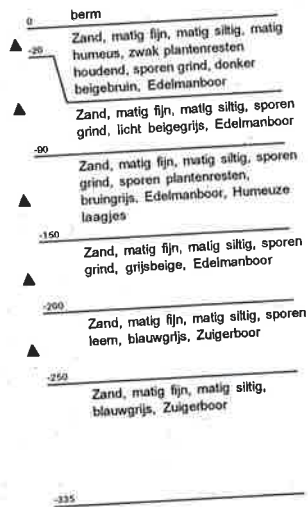 0 berm
Zand, matig fijn, matig siltig, matig
humeus, zwak plantenresten
-20
houdend, sporen grind, donker
beigebruin, Edelmanboor
Zand, matig fijn, matig siltig, sporen
grind, licht beigegrijs, Edelmanboor
-90
Zand, matig fijn, matig siltig, sporen
grind, sporen plantenresten,
bruingrijs, Edelmanboor, Humeuze
laagjes
-150
Zand, matig fijn, matig siltig, sporen
grind, grijsbeige, Edelmanboor
-200
Zand, matig fijn, matig siltig, sporen
leem, blauwgrijs, Zuigerboor
-250
Zand, matig fijn, matig siltig,
blauwgrijs, Zuigerboor
-335